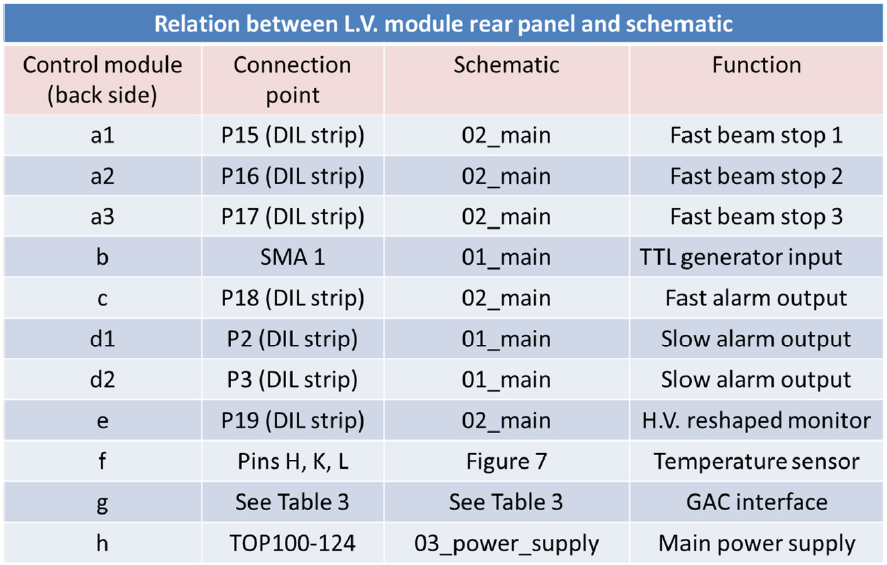 Relation between L.V. module rear panel and schematic
Control module (back side) Connection point Schematic Function
a1 P15 (DIL strip) 02_main Fast beam stop 1
a2 P16 (DIL strip) 02_main Fast beam stop 2
a3 P17 (DIL strip) 02_main Fast beam stop 3
b SMA 1 01_main TTL generator input
c P18 (DIL strip) 02_main Fast alarm output
d1 P2 (DIL strip) 01_main Slow alarm output
d2 P3 (DIL strip) 01_main Slow alarm output
e P19 (DIL strip) 02_main H.V. reshaped monitor
f Pins H, K, L Figure 7 Temperature sensor
g See Table 3 See Table 3 GAC interface
h TOP100-124 03_power_supply Main power supply